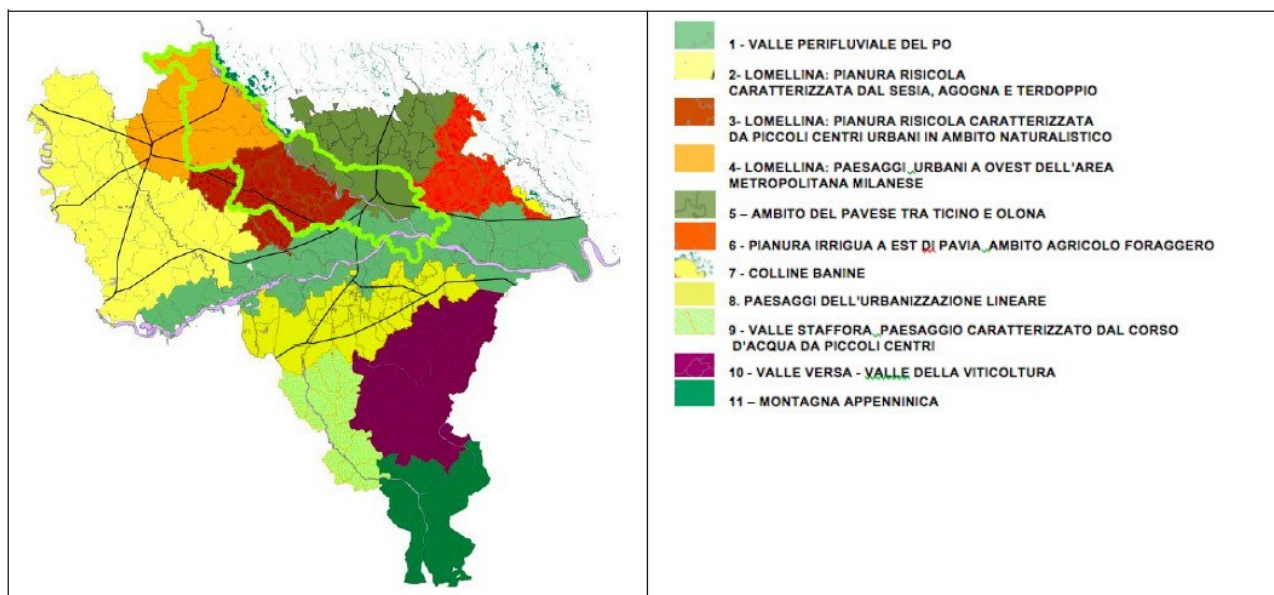 1 - VALLE PERIFLUVIALE DEL PO
2- LOMELLINA: PIANURA RISICOLA
CARATTERIZZATA DAL SESIA, AGOGNA E TERDOPPIO
3- LOMELLINA: PIANURA RISICOLA CARATTERIZZATA
DA PICCOLI CENTRI URBANI IN AMBITO NATURALISTICO
4- LOMELLINA: PAESAGGI URBANI A OVEST DELL'AREA
METROPOLITANA MILANESE
5 – AMBITO DEL PAVESE TRA TICINO E OLONA
6 - PIANURA IRRIGUA A EST DI PAVIA AMBITO AGRICOLO FORAGGERO
7 - COLLINE BANINE
8. PAESAGGI DELL'URBANIZZAZIONE LINEARE
9 - VALLE STAFFORA PAESAGGIO CARATTERIZZATO DAL CORSO
D'ACQUA DA PICCOLI CENTRI
10 - VALLE VERSA - VALLE DELLA VITICOLTURA
11 – MONTAGNA APPENNINICA